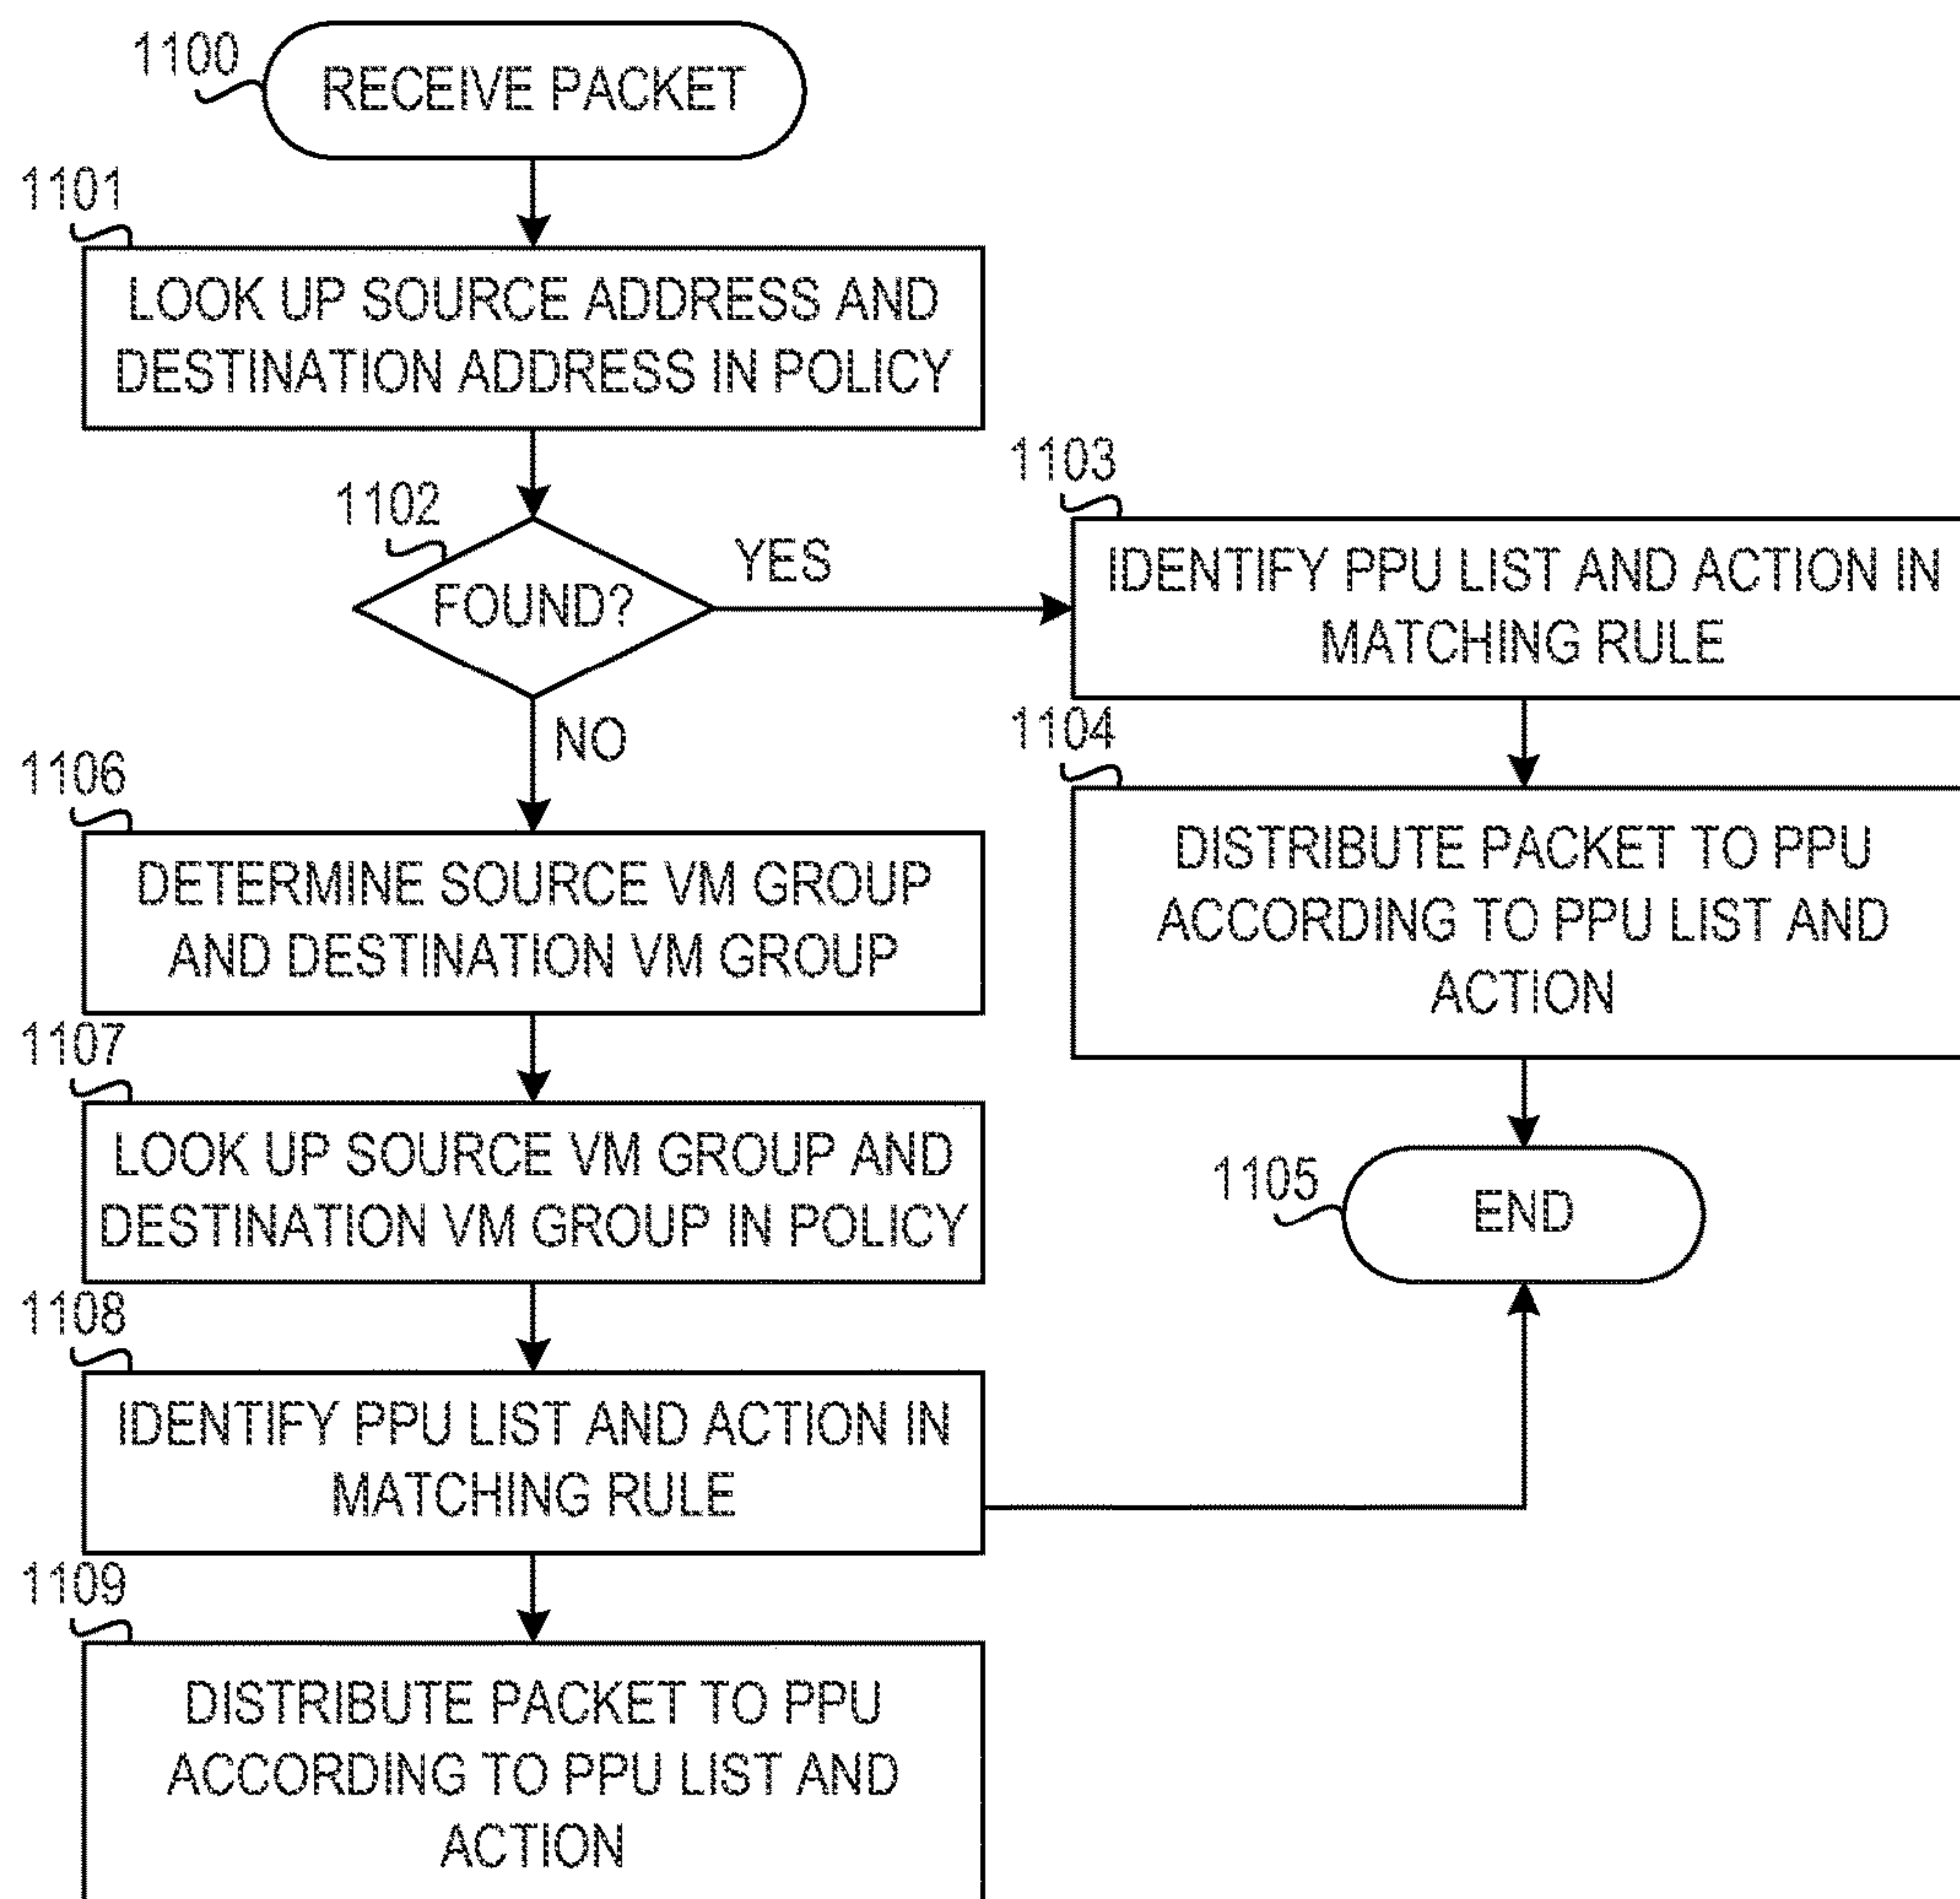 1100
RECEIVE PACKET
1101
LOOK UP SOURCE ADDRESS AND
DESTINATION ADDRESS IN POLICY
1102
FOUND?
YES
NO
1103
IDENTIFY PPU LIST AND ACTION IN
MATCHING RULE
1104
DISTRIBUTE PACKET TO PPU
ACCORDING TO PPU LIST AND
ACTION
1105
END
1106
DETERMINE SOURCE VM GROUP
AND DESTINATION VM GROUP
1107
LOOK UP SOURCE VM GROUP AND
DESTINATION VM GROUP IN POLICY
1108
IDENTIFY PPU LIST AND ACTION IN
MATCHING RULE
1109
DISTRIBUTE PACKET TO PPU
ACCORDING TO PPU LIST AND
ACTION